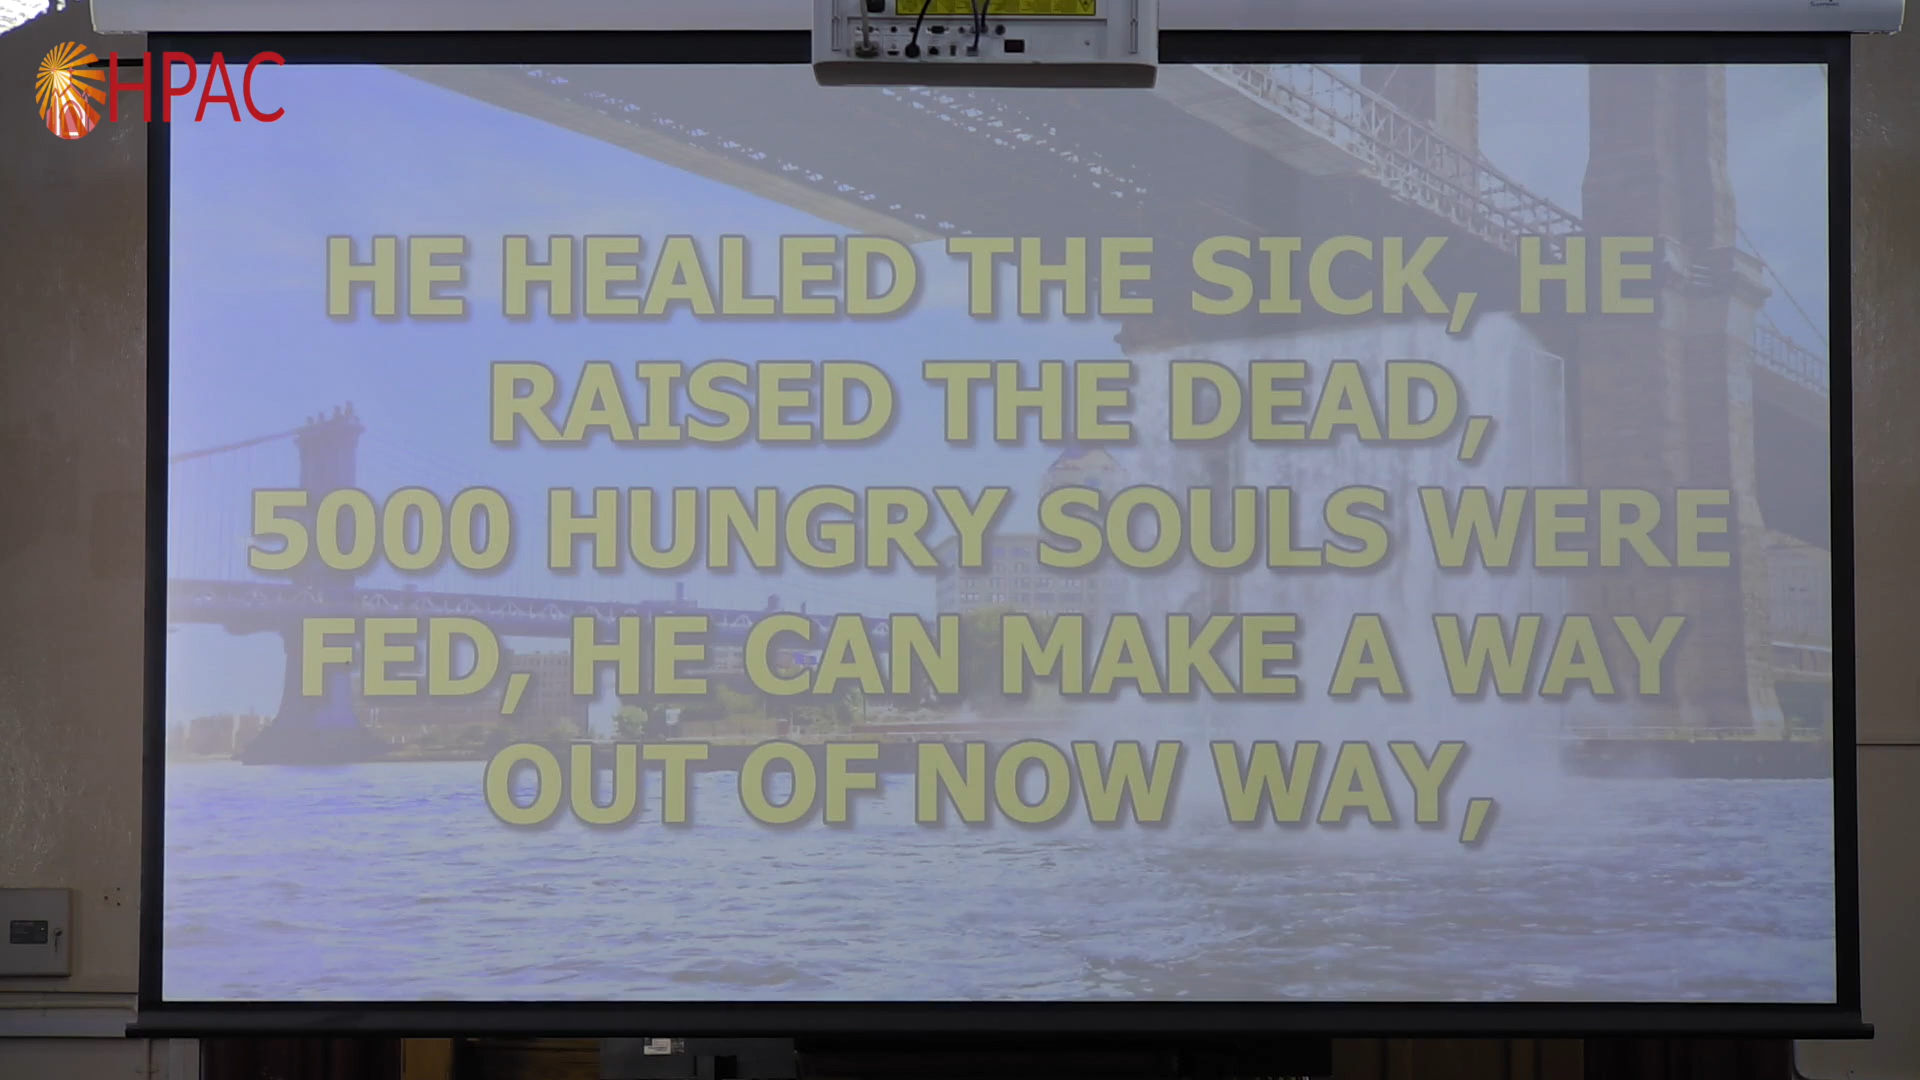 HPAC
HE HEALED THE SICK, HE
RAISED THE DEAD,
5000 HUNGRY SOULS WERE
FED, HE CAN MAKE A WAY
OUT OF NOW WAY,